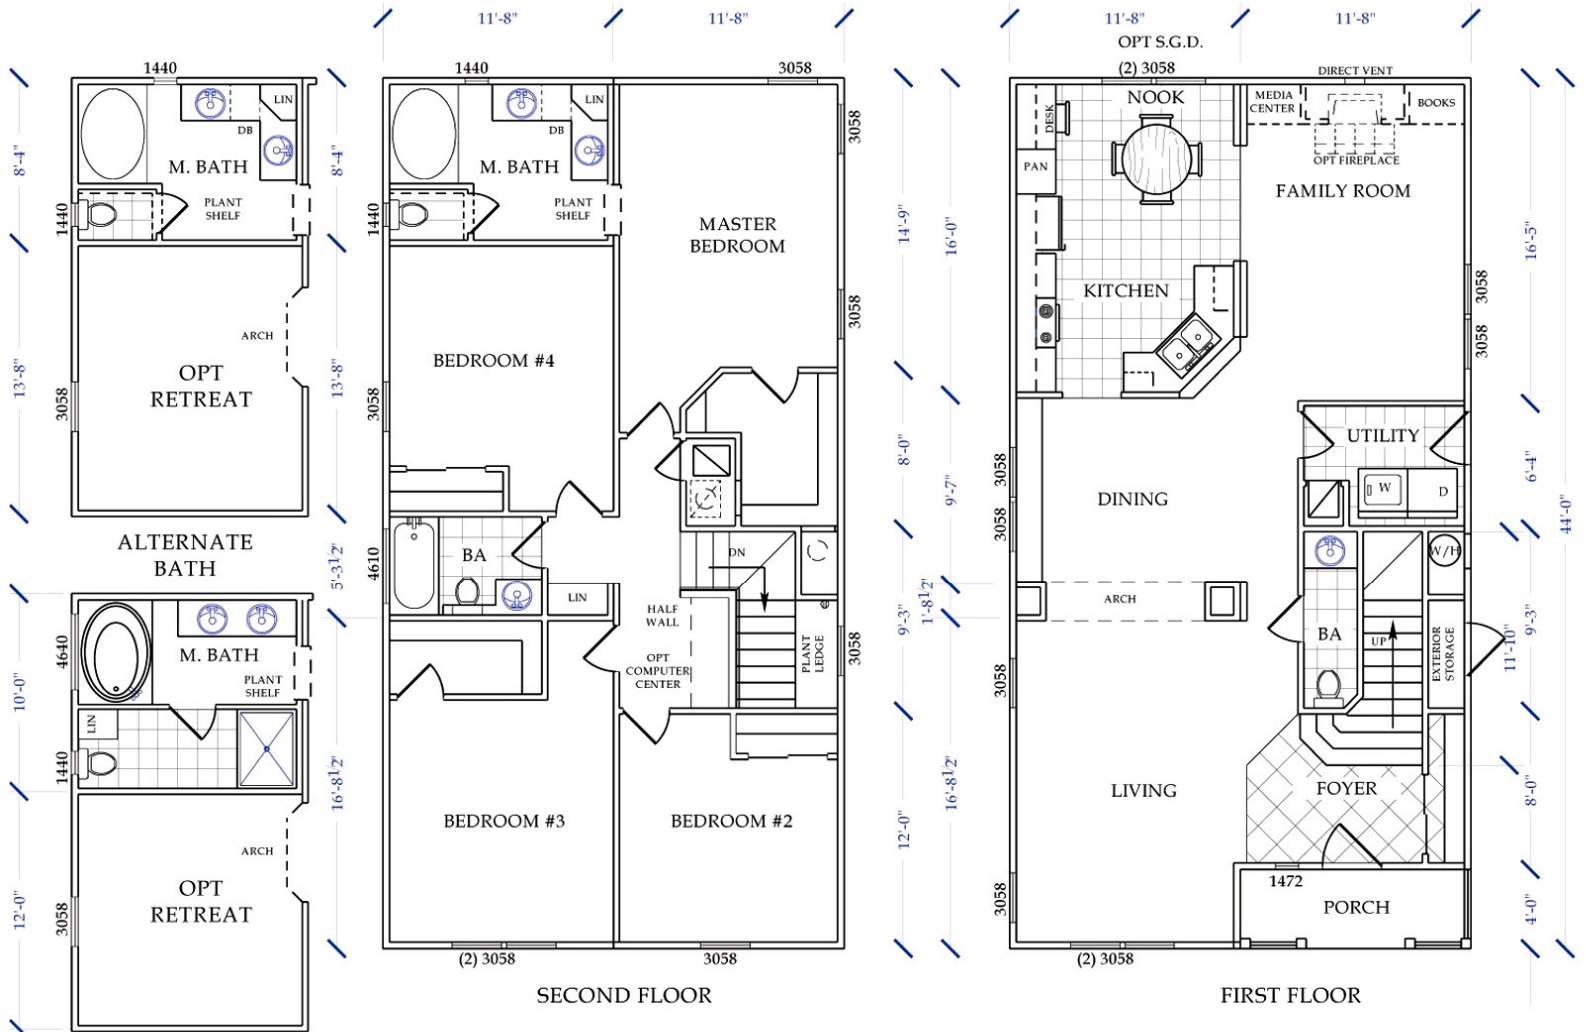 11'-8"
11'-8"
1440
3058
1440
LIN
DB
M. BATH
PLANT
SHELF
1440
8'-4"
8'-4"
ARCH
OPT
RETREAT
3058
13'-8"
13'-8"
ALTERNATE
BATH
5'-3 1/2"
4640
M. BATH
PLANT
SHELF
LIN
1440
10'-0"
ARCH
OPT
RETREAT
3058
12'-0"
16'-8 1/2"
LIN
DB
M. BATH
PLANT
SHELF
1440
MASTER
BEDROOM
3058
3058
14'-9"
BEDROOM #4
3058
8'-0"
4610
BA
LIN
DN
HALF
WALL
OPT
COMPUTER
CENTER
PLANT
LEDGE
3058
9'-3"
BEDROOM #3
BEDROOM #2
12'-0"
(2) 3058
3058
SECOND FLOOR
11'-8"
11'-8"
OPT S.G.D.
(2) 3058
DIRECT VENT
NOOK
DESK
PAN
MEDIA
CENTER
BOOKS
OPT FIREPLACE
FAMILY ROOM
16'-0"
16'-5"
KITCHEN
3058
3058
UTILITY
W
D
6'-4"
44'-0"
DINING
3058
3058
9'-7"
1'-8 1/2"
ARCH
W/H
BA
UP
EXTERIOR
STORAGE
9'-3"
11'-10"
3058
LIVING
FOYER
16'-8 1/2"
8'-0"
3058
1472
PORCH
4'-0"
(2) 3058
FIRST FLOOR